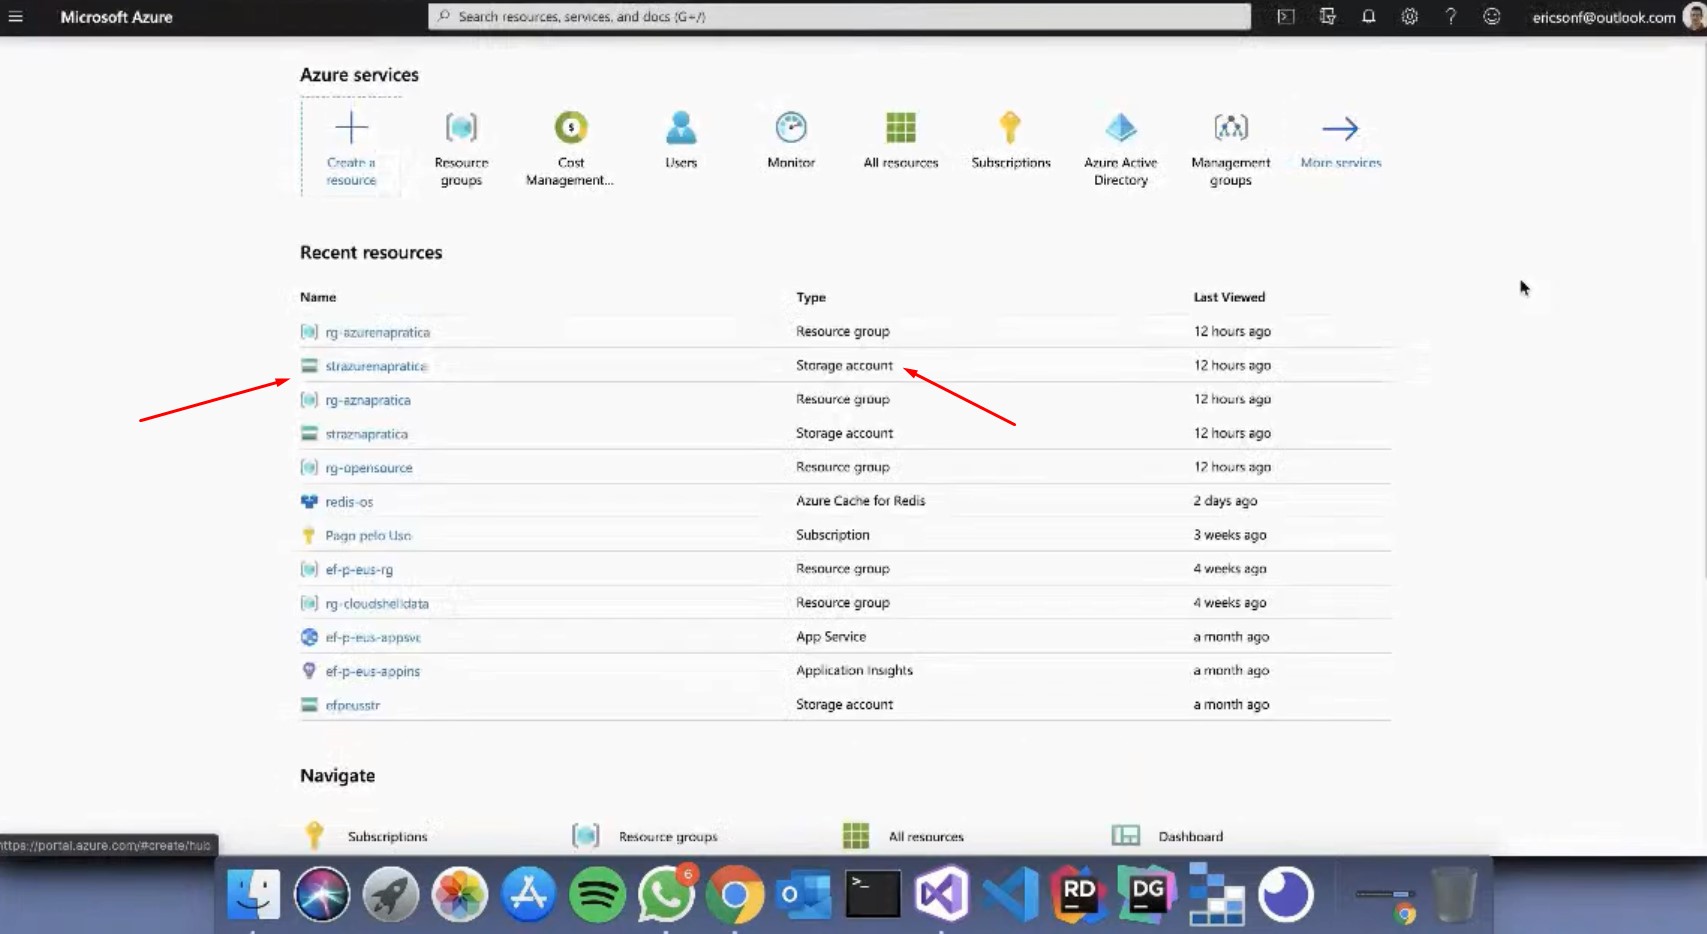 Microsoft Azure
Search resources, services, and docs (G+/)
ericsonf@outlook.com
Azure services
Create a resource
Resource groups
Cost Management...
Users
Monitor
All resources
Subscriptions
Azure Active Directory
Management groups
More services
Recent resources
Name Type Last Viewed
rg-azurenapratica Resource group 12 hours ago
strazurenapratica Storage account 12 hours ago
rg-aznapratica Resource group 12 hours ago
straznapratica Storage account 12 hours ago
rg-opensource Resource group 12 hours ago
redis-os Azure Cache for Redis 2 days ago
Pago pelo Uso Subscription 3 weeks ago
ef-p-eus-rg Resource group 4 weeks ago
rg-cloudshelldata Resource group 4 weeks ago
ef-p-eus-appsvc App Service a month ago
ef-p-eus-appins Application Insights a month ago
efpeusstr Storage account a month ago
Navigate
Subscriptions
Resource groups
All resources
Dashboard
https://portal.azure.com/#create/hub
6
>_
RD
DG